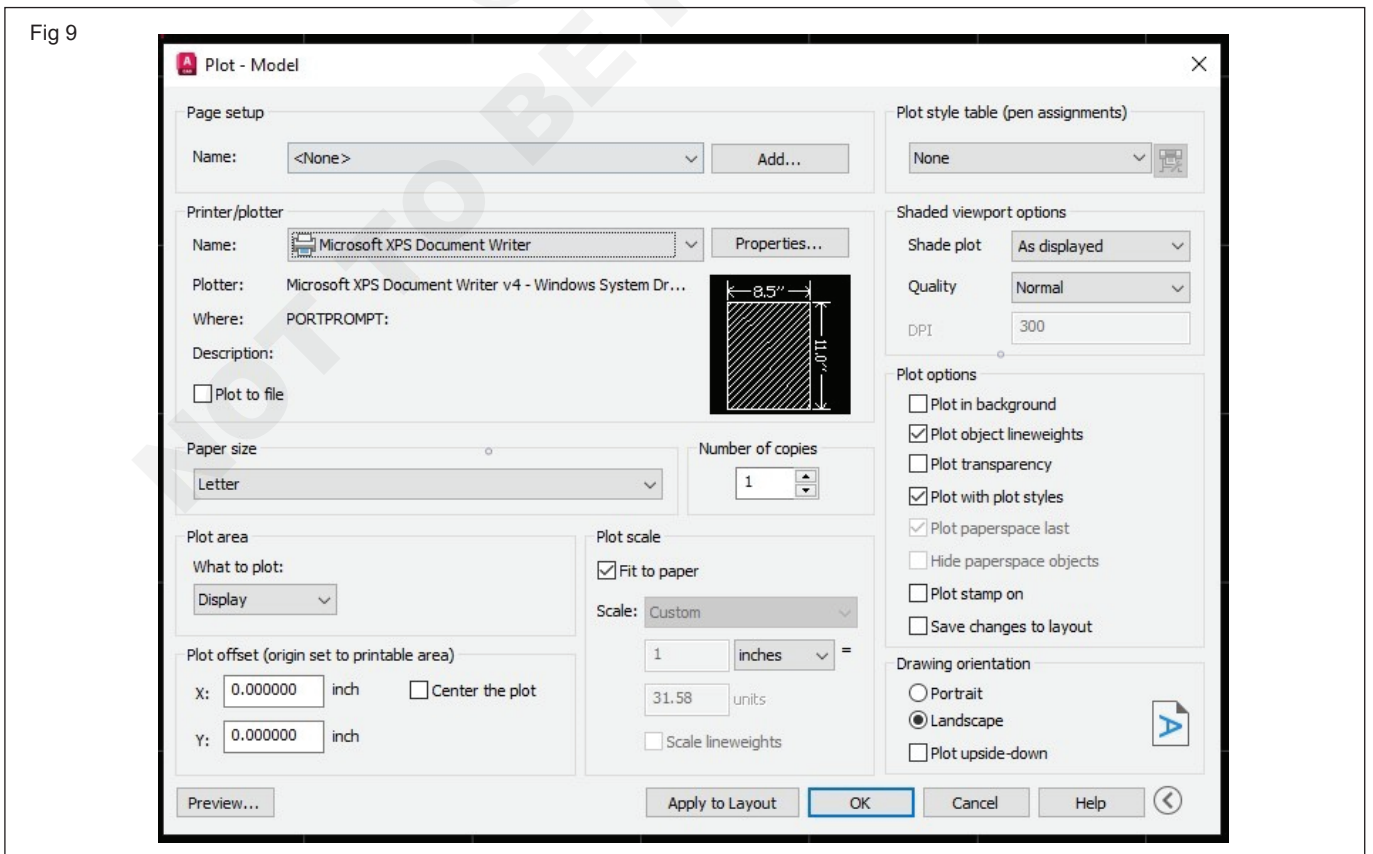 Fig 9
A
CAD
Plot - Model
Page setup
Name:
<None>
Add...
Printer/plotter
Name:
Microsoft XPS Document Writer
Properties...
Plotter:
Microsoft XPS Document Writer v4 - Windows System Dr...
Where:
PORTPROMPT:
Description:
Plot to file
8.5"
11.0"
Paper size
Letter
Number of copies
1
Plot area
What to plot:
Display
Plot offset (origin set to printable area)
X: 0.000000 inch
Center the plot
Y: 0.000000 inch
Plot scale
Fit to paper
Scale: Custom
1 inches =
31.58 units
Scale lineweights
Plot style table (pen assignments)
None
Shaded viewport options
Shade plot As displayed
Quality Normal
DPI 300
Plot options
Plot in background
Plot object lineweights
Plot transparency
Plot with plot styles
Plot paperspace last
Hide paperspace objects
Plot stamp on
Save changes to layout
Drawing orientation
Portrait
Landscape
A
Plot upside-down
Preview...
Apply to Layout
OK
Cancel
Help
NOT TO BE